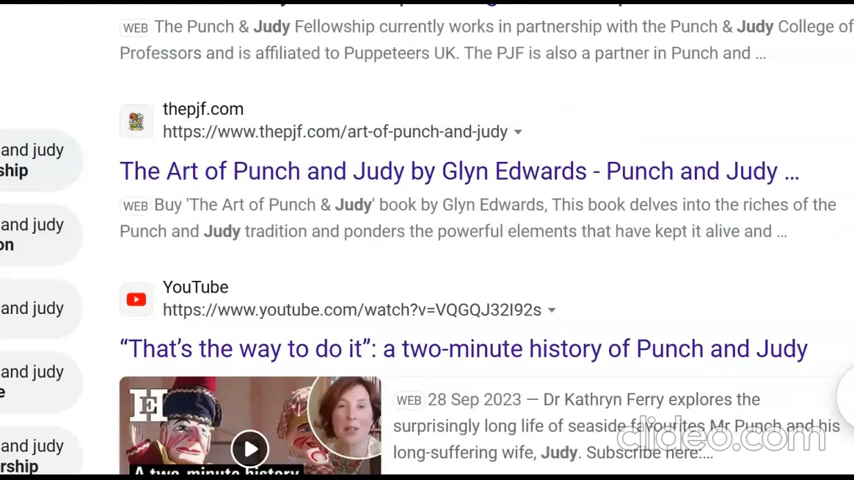 WEB The Punch & Judy Fellowship currently works in partnership with the Punch & Judy College of
Professors and is affiliated to Puppeteers UK. The PJF is also a partner in Punch and ...
thepjf.com
https://www.thepjf.com/art-of-punch-and-judy
The Art of Punch and Judy by Glyn Edwards - Punch and Judy ...
WEB Buy 'The Art of Punch & Judy' book by Glyn Edwards, This book delves into the riches of the
Punch and Judy tradition and ponders the powerful elements that have kept it alive and ...
and judy
ship
and judy
on
and judy
and judy
e
and judy
rship
YouTube
https://www.youtube.com/watch?v=VQGQJ32I92s
“That’s the way to do it”: a two-minute history of Punch and Judy
EH
A two-minute history
WEB 28 Sep 2023 — Dr Kathryn Ferry explores the
surprisingly long life of seaside favourites Mr Punch and his
long-suffering wife, Judy. Subscribe here:...
clideo.com